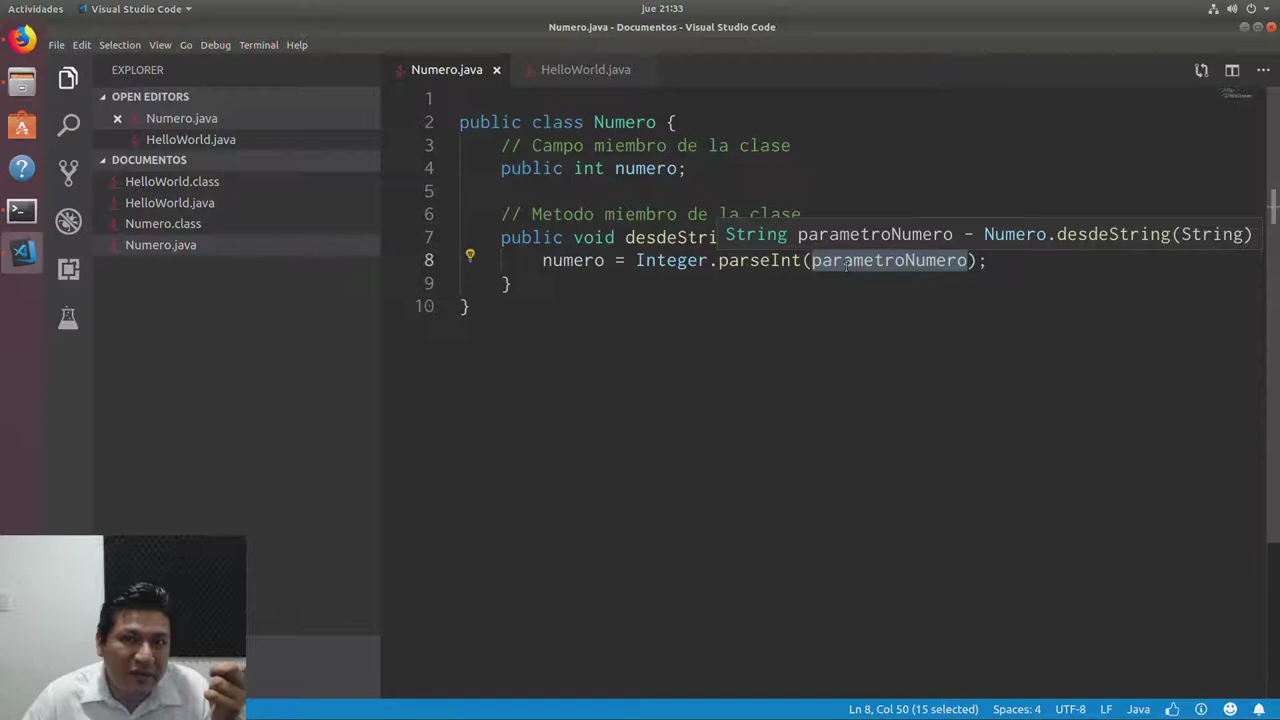 Actividades
Visual Studio Code
jue 21:33
Numero.java - Documentos - Visual Studio Code
File Edit Selection View Go Debug Terminal Help
EXPLORER
OPEN EDITORS
Numero.java
HelloWorld.java
DOCUMENTOS
HelloWorld.class
HelloWorld.java
Numero.class
Numero.java
Numero.java
HelloWorld.java
1
2 public class Numero {
3 // Campo miembro de la clase
4 public int numero;
5
6 // Metodo miembro de la clase
7 public void desdeStri
String parametroNumero - Numero.desdeString(String)
8 numero = Integer.parseInt(parametroNumero);
9 }
10 }
Ln 8, Col 50 (15 selected) Spaces: 4 UTF-8 LF Java